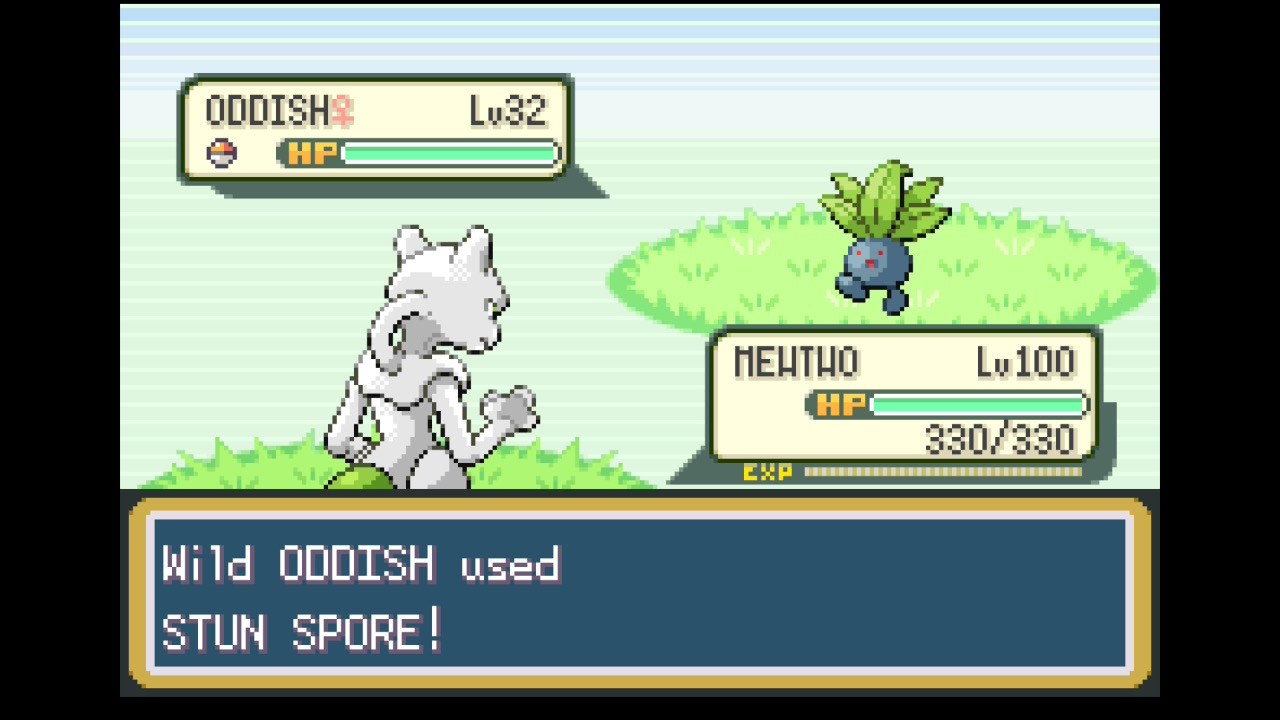 ODDISH♀ Lv32
HP
MEWTWO Lv100
HP
330/330
EXP
Wild ODDISH used
STUN SPORE!